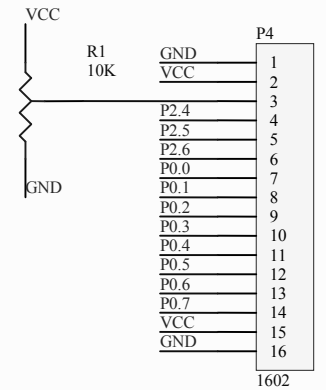 VCC
P4
R1
10K
GND
GND 1
VCC 2
3
P2.4 4
P2.5 5
P2.6 6
P0.0 7
P0.1 8
P0.2 9
P0.3 10
P0.4 11
P0.5 12
P0.6 13
P0.7 14
VCC 15
GND 16
1602